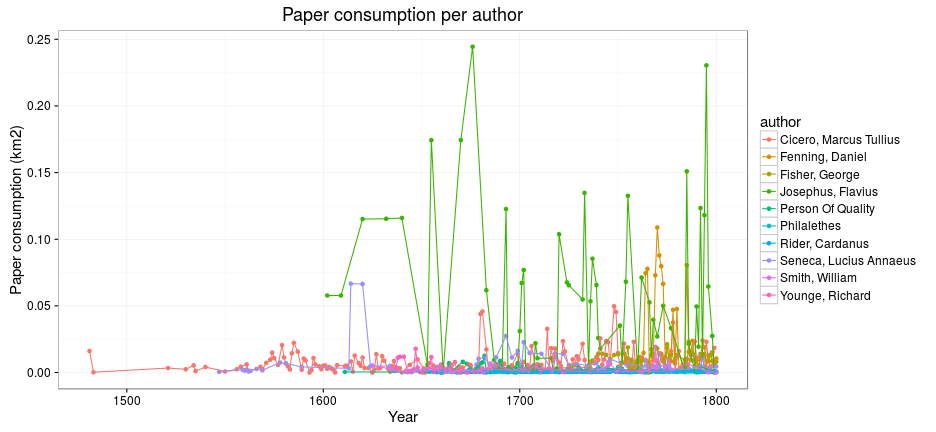 Paper consumption per author
0.25
0.20
0.15
0.10
0.05
0.00
Paper consumption (km2)
1500 1600 1700 1800
Year
author
Cicero, Marcus Tullius
Fenning, Daniel
Fisher, George
Josephus, Flavius
Person Of Quality
Philalethes
Rider, Cardanus
Seneca, Lucius Annaeus
Smith, William
Younge, Richard